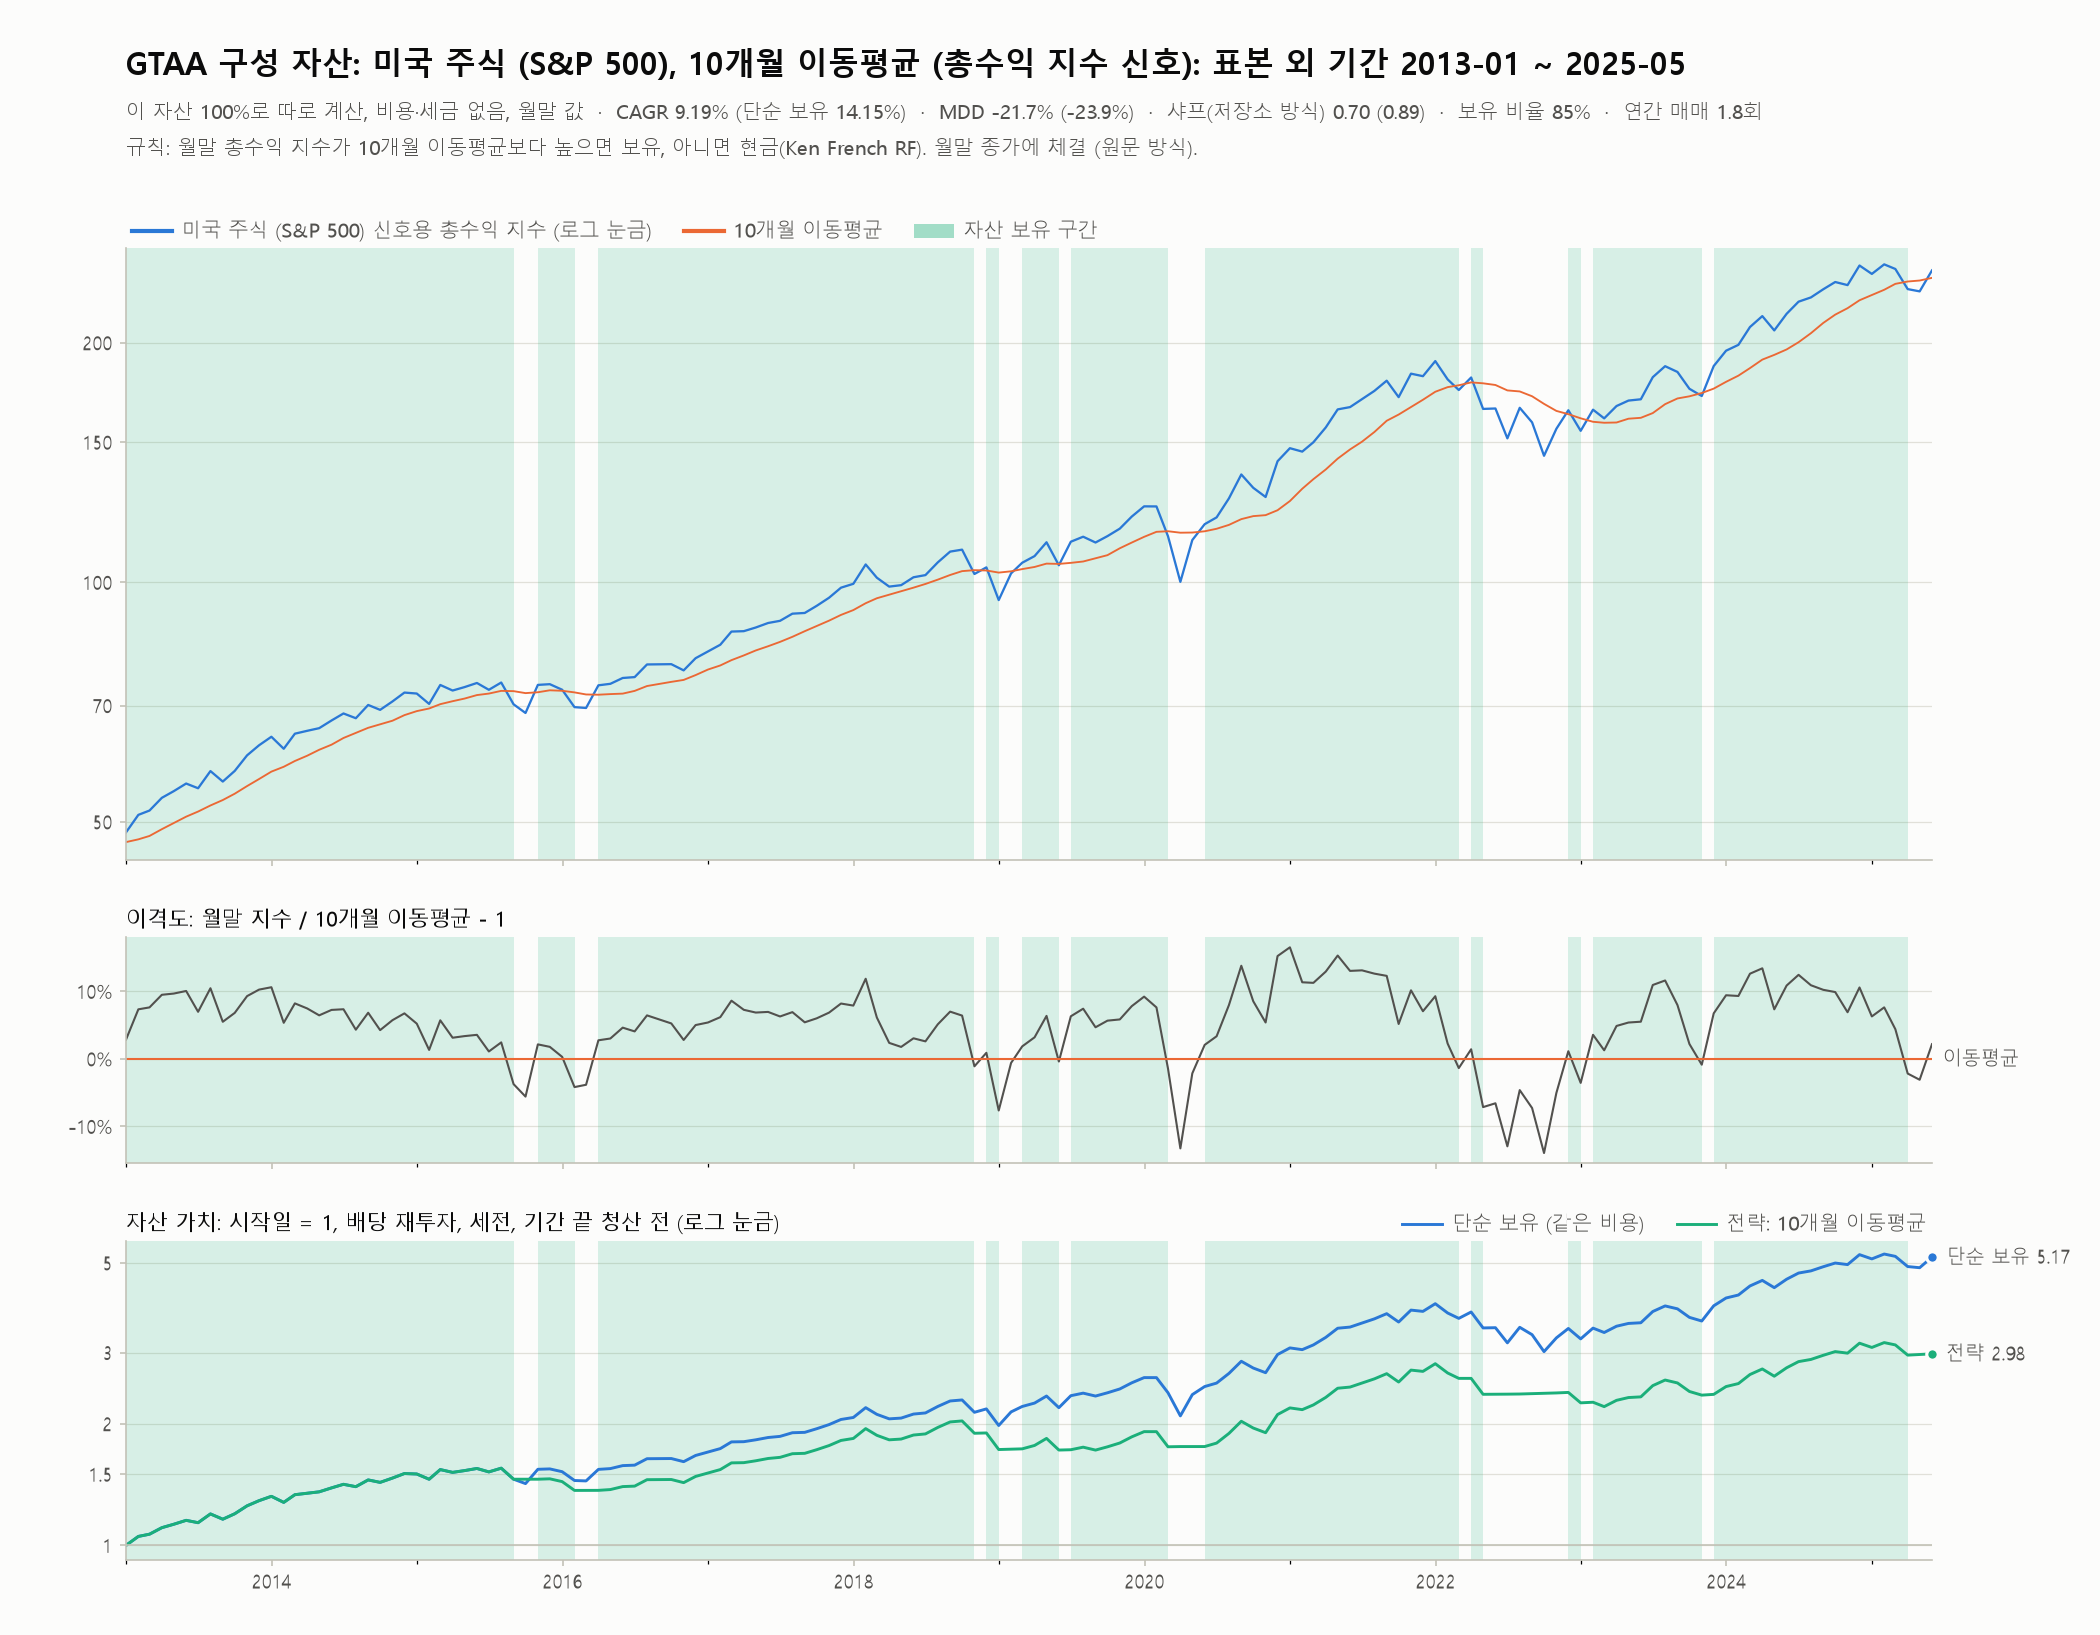 GTAA 구성 자산: 미국 주식 (S&P 500), 10개월 이동평균 (총수익 지수 신호): 표본 외 기간 2013-01 ~ 2025-05
이 자산 100%로 따로 계산, 비용·세금 없음, 월말 값 · CAGR 9.19% (단순 보유 14.15%) · MDD -21.7% (-23.9%) · 샤프(저장소 방식) 0.70 (0.89) · 보유 비율 85% · 연간 매매 1.8회
규칙: 월말 총수익 지수가 10개월 이동평균보다 높으면 보유, 아니면 현금(Ken French RF). 월말 종가에 체결 (원문 방식).
미국 주식 (S&P 500) 신호용 총수익 지수 (로그 눈금) 10개월 이동평균 자산 보유 구간
200
150
100
70
50
이격도: 월말 지수 / 10개월 이동평균 - 1
10%
0%
-10%
이동평균
자산 가치: 시작일 = 1, 배당 재투자, 세전, 기간 끝 청산 전 (로그 눈금)
단순 보유 (같은 비용) 전략: 10개월 이동평균
5
3
2
1.5
1
단순 보유 5.17
전략 2.98
2014 2016 2018 2020 2022 2024